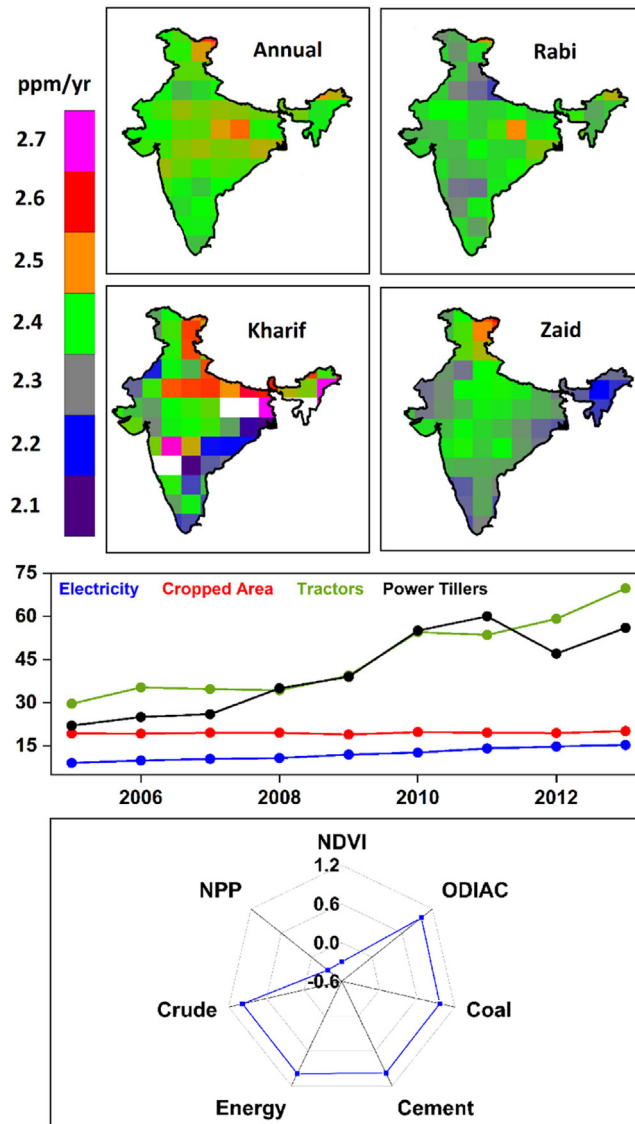 Annual
Rabi
ppm/yr
2.7
2.6
2.5
2.4
2.3
2.2
2.1
Kharif
Zaid
75
60
45
30
15
Electricity Cropped Area Tractors Power Tillers
2006 2008 2010 2012
NDVI
1.2
0.6
0.0
-0.6
NPP
ODIAC
Crude
Coal
Energy
Cement